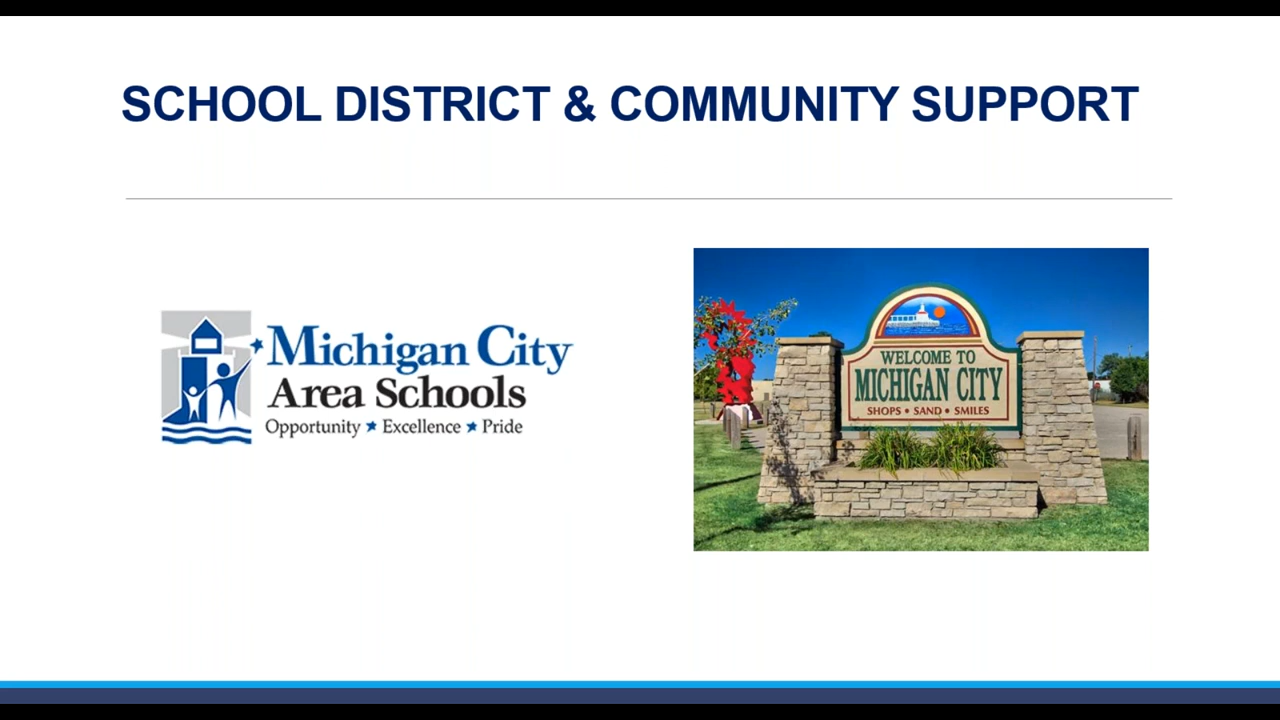 SCHOOL DISTRICT & COMMUNITY SUPPORT
Michigan City
Area Schools
Opportunity ★ Excellence ★ Pride
WELCOME TO
MICHIGAN CITY
SHOPS • SAND • SMILES